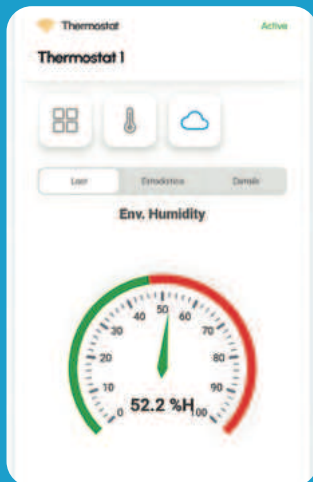 Thermostat Active
Thermostat 1
Last Estadistica Details
Env. Humidity
0 10 20 30 40 50 60 70 80 90 100
52.2 %H